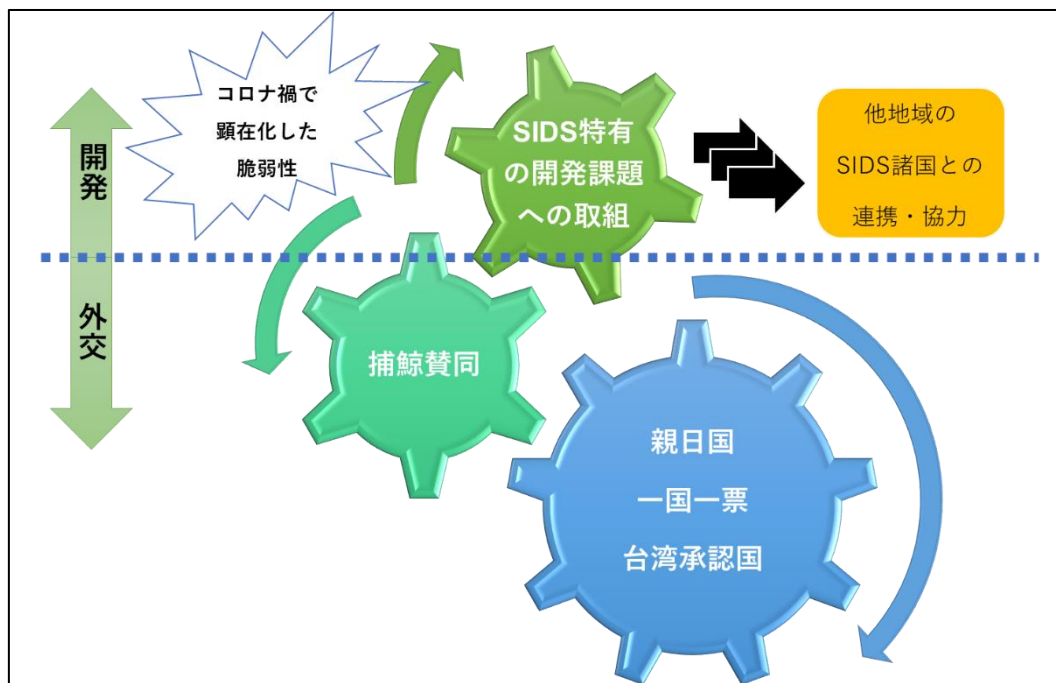 コロナ禍で
顕在化した
脆弱性
SIDS特有
の開発課題
への取組
他地域の
SIDS諸国との
連携・協力
開発
外交
捕鯨賛同
親日国
一国一票
台湾承認国